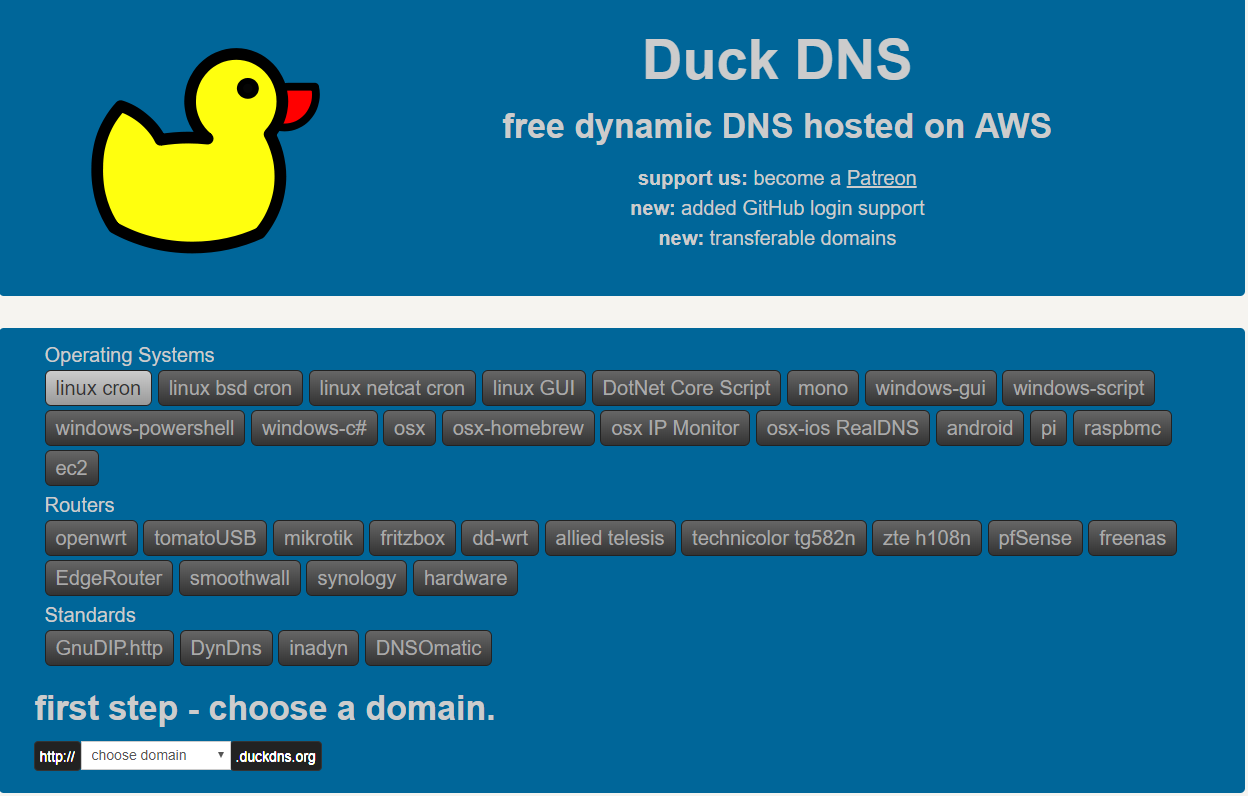 Duck DNS
free dynamic DNS hosted on AWS
support us: become a Patreon
new: added GitHub login support
new: transferable domains
Operating Systems
linux cron linux bsd cron linux netcat cron linux GUI DotNet Core Script mono windows-gui windows-script
windows-powershell windows-c# osx osx-homebrew osx IP Monitor osx-ios RealDNS android pi raspbmc
ec2
Routers
openwrt tomatoUSB mikrotik fritzbox dd-wrt allied telesis technicolor tg582n zte h108n pfSense freenas
EdgeRouter smoothwall synology hardware
Standards
GnuDIP.http DynDns inadyn DNSOmatic
first step - choose a domain.
http:// choose domain .duckdns.org